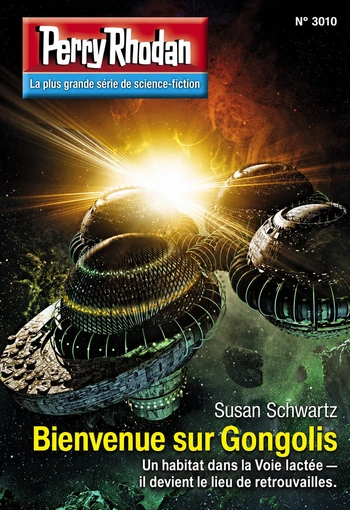 N° 3010
Perry Rhodan
La plus grande série de science-fiction
Susan Schwartz
Bienvenue sur Gongolis
Un habitat dans la Voie lactée —
il devient le lieu de retrouvailles.